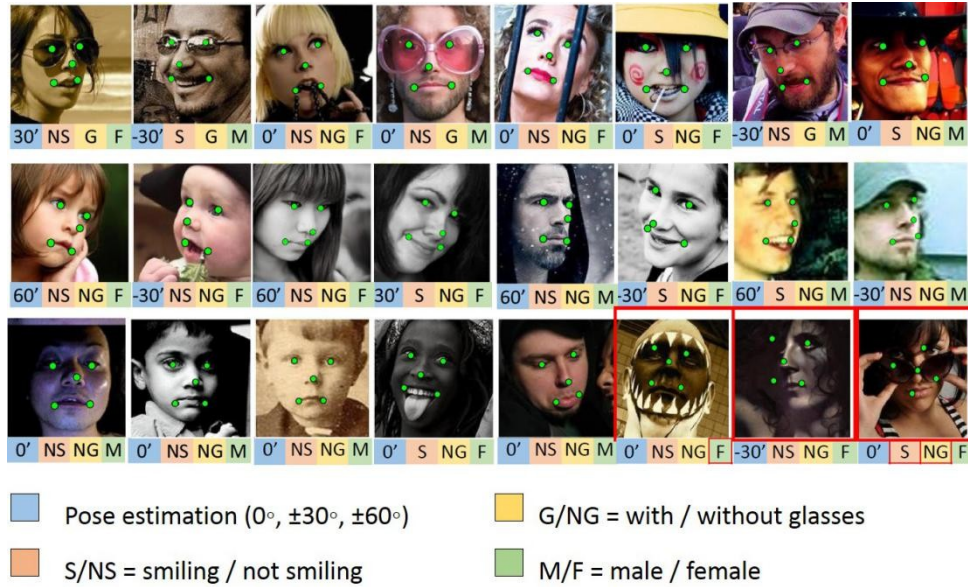 30' NS G F -30' S G M 0' NS NG F 0' NS G M 0' NS NG F 0' S NG F -30' NS G M 0' S NG M
60' NS NG F -30' NS NG F 60' NS NG F 30' S NG F 60' NS NG M -30' S NG F 60' S NG M -30' NS NG M
0' NS NG M 0' NS NG M 0' NS NG M 0' S NG F 0' NS NG M 0' NS NG F -30' NS NG F 0' S NG F
Pose estimation (0○, ±30○, ±60○)
G/NG = with / without glasses
S/NS = smiling / not smiling
M/F = male / female